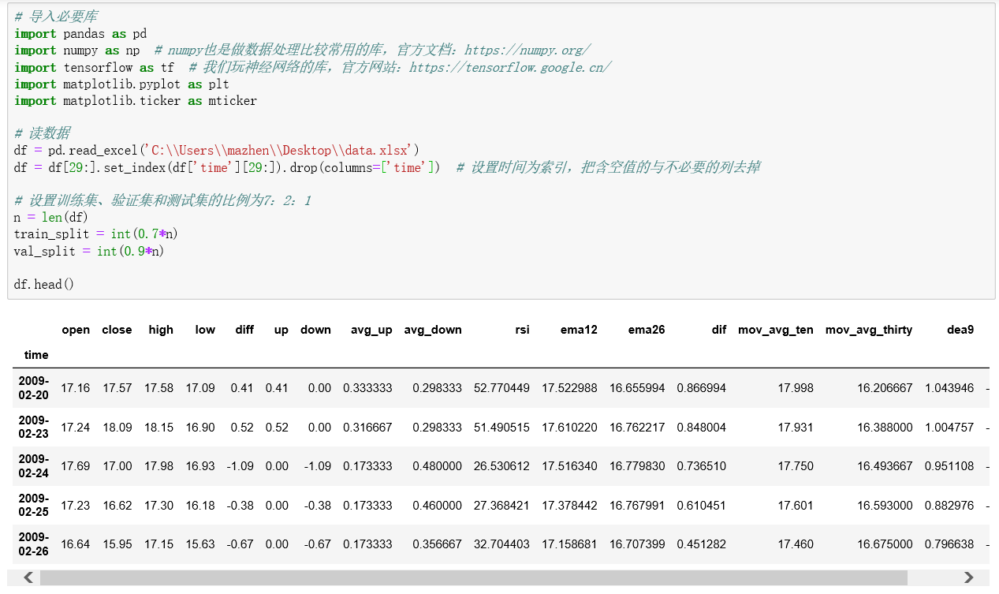 # 导入必要库
import pandas as pd
import numpy as np  # numpy也是做数据处理比较常用的库，官方文档：https://numpy.org/
import tensorflow as tf  # 我们玩神经网络的库，官方网站：https://tensorflow.google.cn/
import matplotlib.pyplot as plt
import matplotlib.ticker as mticker
# 读数据
df = pd.read_excel('C:\\Users\\mazhen\\Desktop\\data.xlsx')
df = df[29:].set_index(df['time'][29:]).drop(columns=['time'])  # 设置时间为索引，把含空值的与不必要的列去掉
# 设置训练集、验证集和测试集的比例为7：2：1
n = len(df)
train_split = int(0.7*n)
val_split = int(0.9*n)
df.head()
open close high low diff up down avg_up avg_down rsi ema12 ema26 dif mov_avg_ten mov_avg_thirty dea9
time
2009-02-20 17.16 17.57 17.58 17.09 0.41 0.41 0.00 0.333333 0.298333 52.770449 17.522988 16.655994 0.866994 17.998 16.206667 1.043946 -
2009-02-23 17.24 18.09 18.15 16.90 0.52 0.52 0.00 0.316667 0.298333 51.490515 17.610220 16.762217 0.848004 17.931 16.388000 1.004757 -
2009-02-24 17.69 17.00 17.98 16.93 -1.09 0.00 -1.09 0.173333 0.480000 26.530612 17.516340 16.779830 0.736510 17.750 16.493667 0.951108 -
2009-02-25 17.23 16.62 17.30 16.18 -0.38 0.00 -0.38 0.173333 0.460000 27.368421 17.378442 16.767991 0.610451 17.601 16.593000 0.882976 -
2009-02-26 16.64 15.95 17.15 15.63 -0.67 0.00 -0.67 0.173333 0.356667 32.704403 17.158681 16.707399 0.451282 17.460 16.675000 0.796638 -